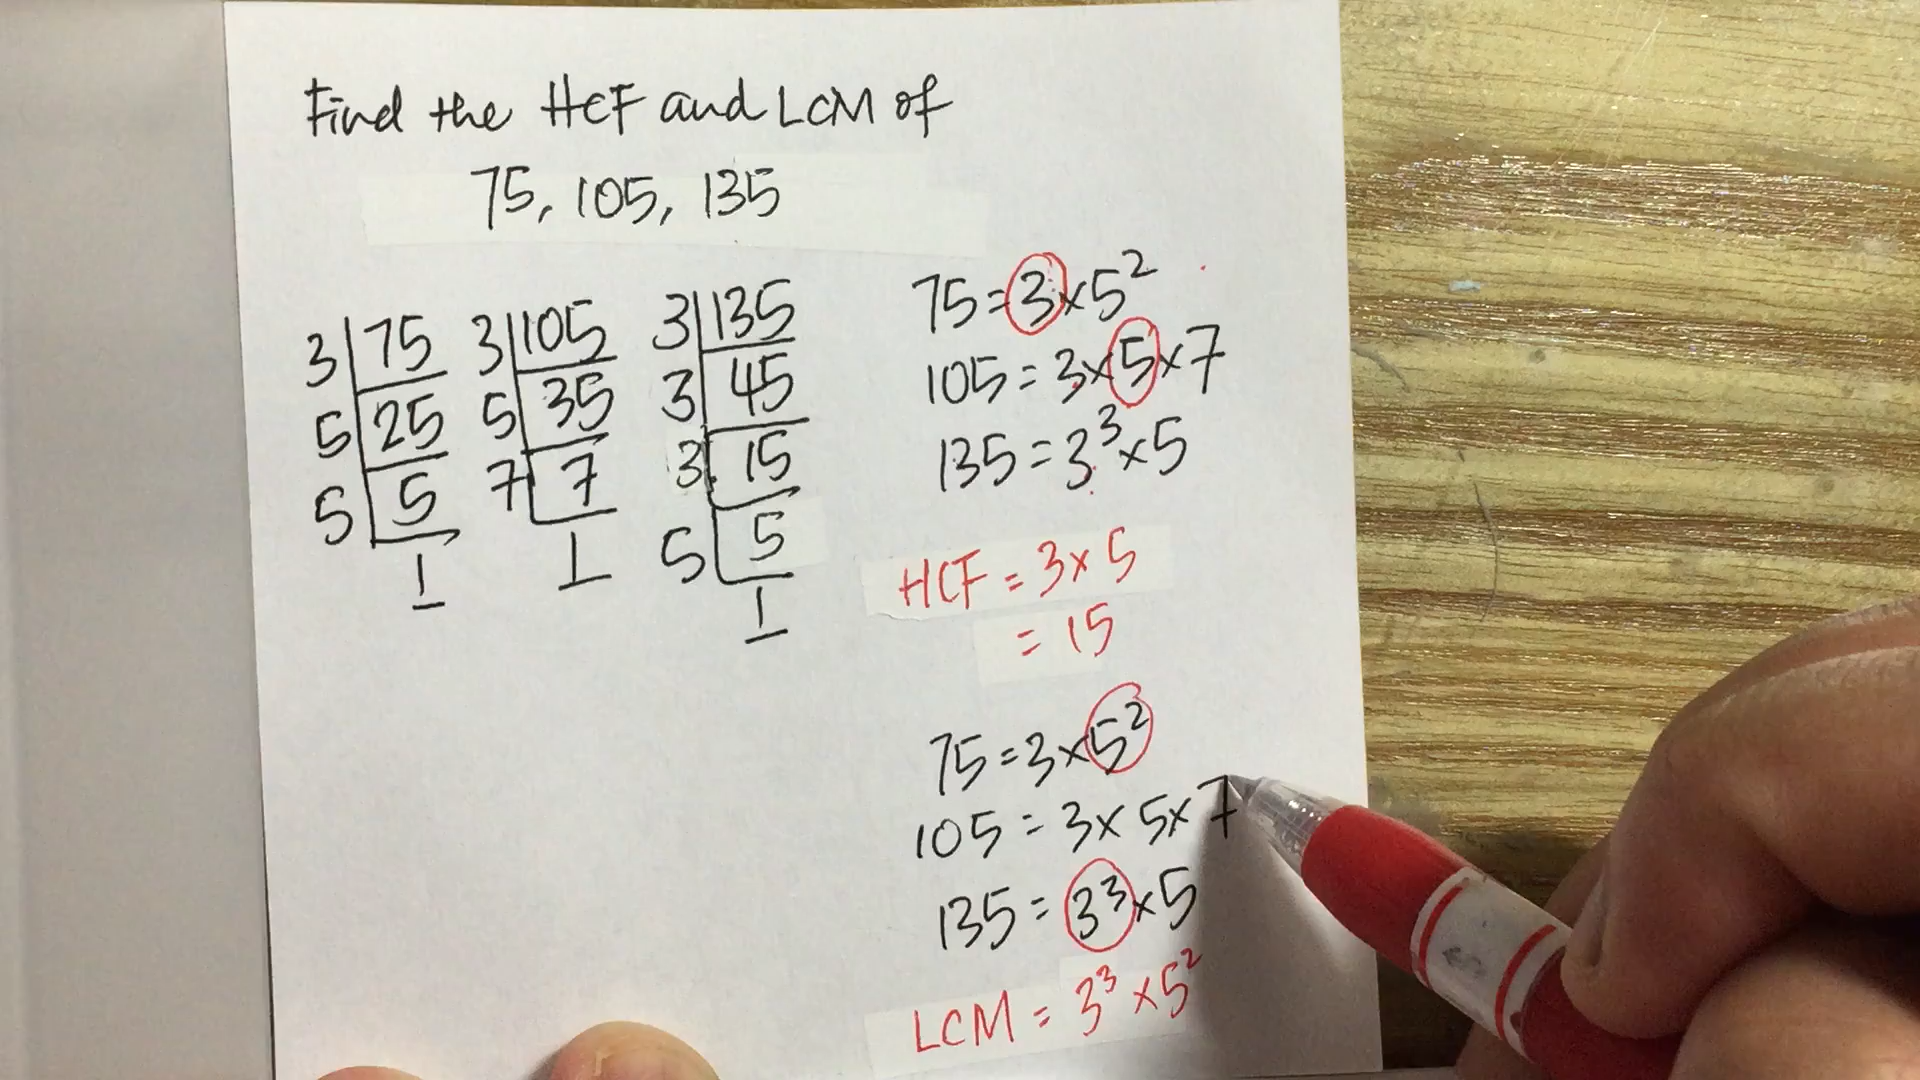 Find the HCF and LCM of
75, 105, 135
3 75
5 25
5 5
1
3 105
5 35
7 7
1
3 135
3 45
3 15
5 5
1
75 = 3 x 5²
105 = 3 x 5 x 7
135 = 3³ x 5
HCF = 3 x 5
= 15
75 = 3 x 5²
105 = 3 x 5 x 7
135 = 3³ x 5
LCM = 3³ x 5²